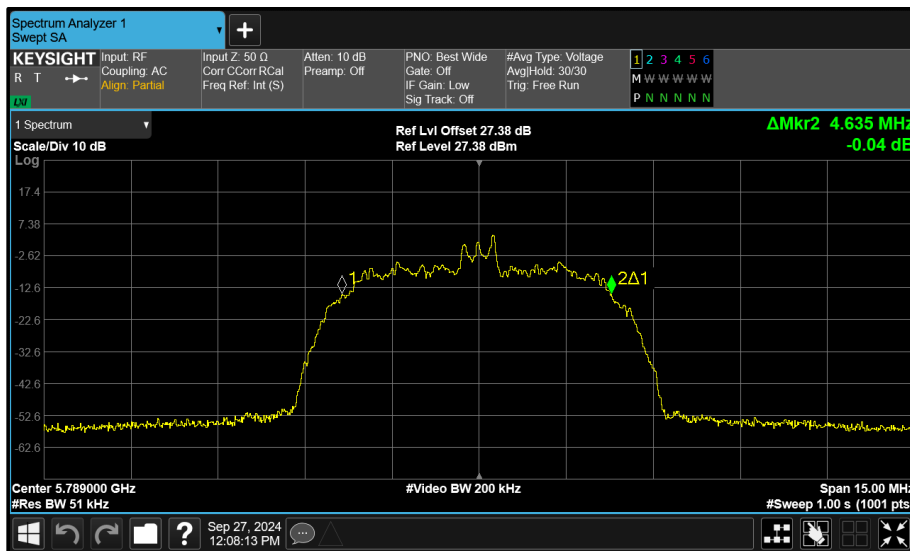 Spectrum Analyzer 1
Swept SA
+
KEYSIGHT
R T
LXI
Input: RF
Coupling: AC
Align: Partial
Input Z: 50 Ω
Corr CCorr RCal
Freq Ref: Int (S)
Atten: 10 dB
Preamp: Off
PNO: Best Wide
Gate: Off
IF Gain: Low
Sig Track: Off
#Avg Type: Voltage
Avg|Hold: 30/30
Trig: Free Run
1 2 3 4 5 6
M W W W W W
P N N N N N
1 Spectrum
Scale/Div 10 dB
Log
Ref Lvl Offset 27.38 dB
Ref Level 27.38 dBm
ΔMkr2 4.635 MHz
-0.04 dB
17.4
7.38
-2.62
-12.6
-22.6
-32.6
-42.6
-52.6
-62.6
1
2Δ1
Center 5.789000 GHz
#Res BW 51 kHz
#Video BW 200 kHz
Span 15.00 MHz
#Sweep 1.00 s (1001 pts
?
Sep 27, 2024
12:08:13 PM